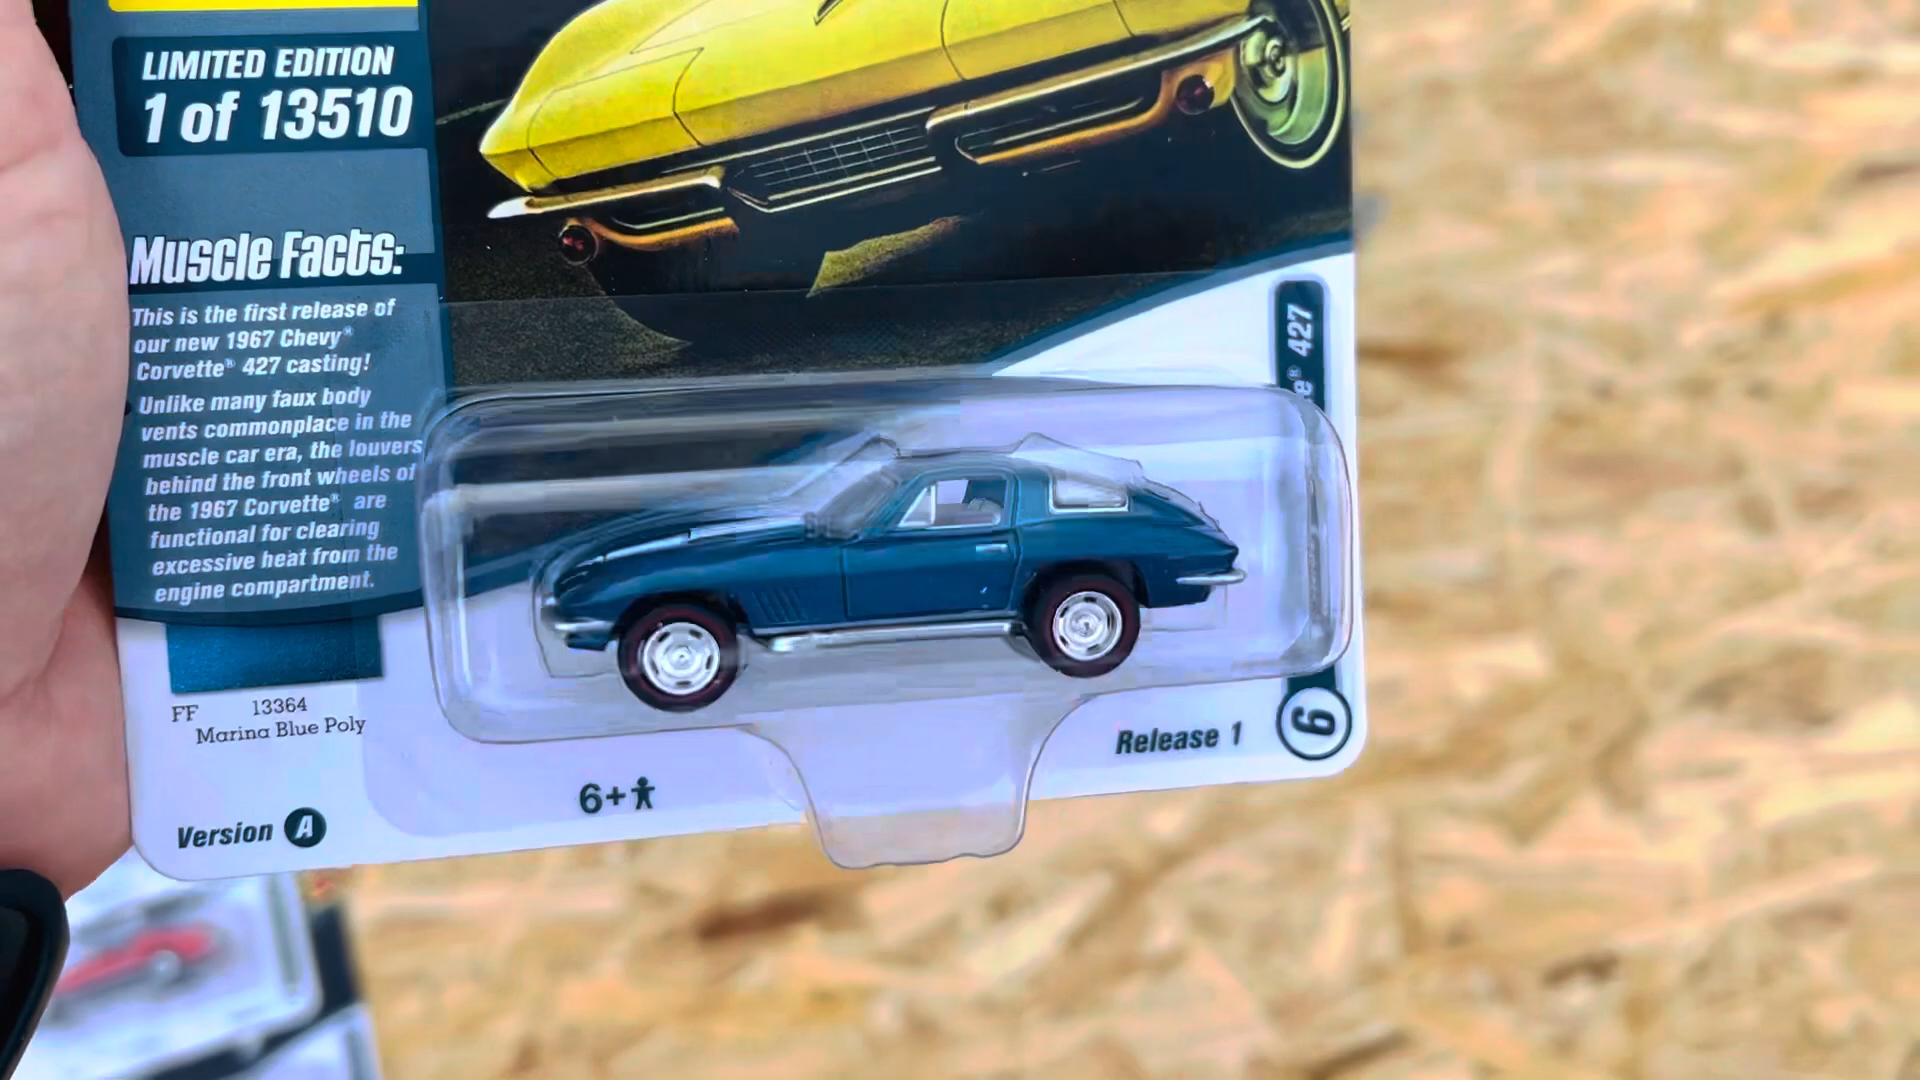 LIMITED EDITION
1 of 13510
Muscle Facts:
This is the first release of
our new 1967 Chevy®
Corvette® 427 casting!
Unlike many faux body
vents commonplace in the
muscle car era, the louvers
behind the front wheels of
the 1967 Corvette® are
functional for clearing
excessive heat from the
engine compartment.
FF 13364
Marina Blue Poly
Version A
6+
Release 1
6
e® 427